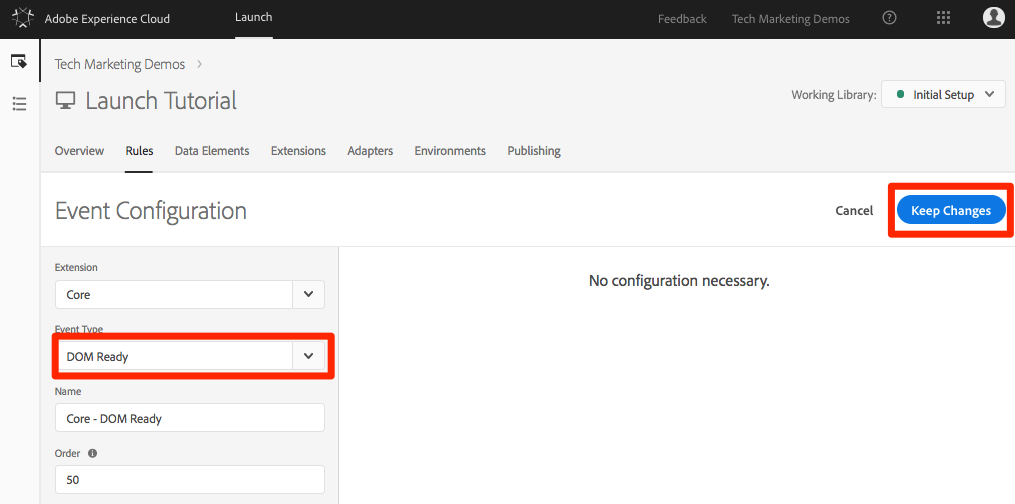 Adobe Experience Cloud
Launch
Feedback
Tech Marketing Demos
Tech Marketing Demos
Launch Tutorial
Working Library:
Initial Setup
Overview
Rules
Data Elements
Extensions
Adapters
Environments
Publishing
Event Configuration
Cancel
Keep Changes
Extension
Core
Event Type
DOM Ready
Name
Core - DOM Ready
Order
50
No configuration necessary.